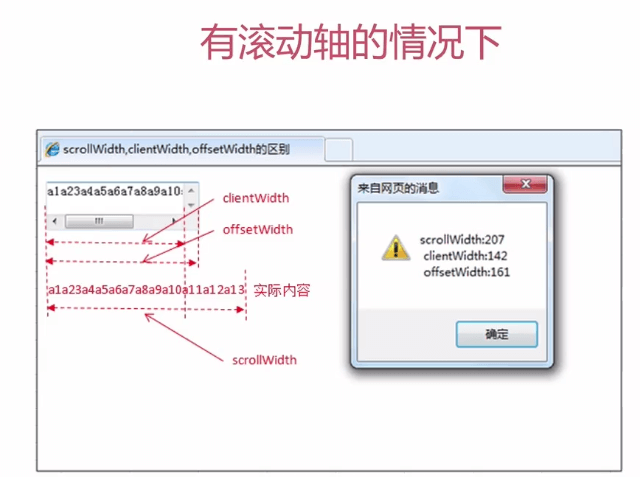 有滚动轴的情况下
scrollWidth,clientWidth,offsetWidth的区别
a1a23a4a5a6a7a8a9a10a
clientWidth
offsetWidth
a1a23a4a5a6a7a8a9a10a11a12a13 实际内容
scrollWidth
来自网页的消息
scrollWidth:207
clientWidth:142
offsetWidth:161
确定